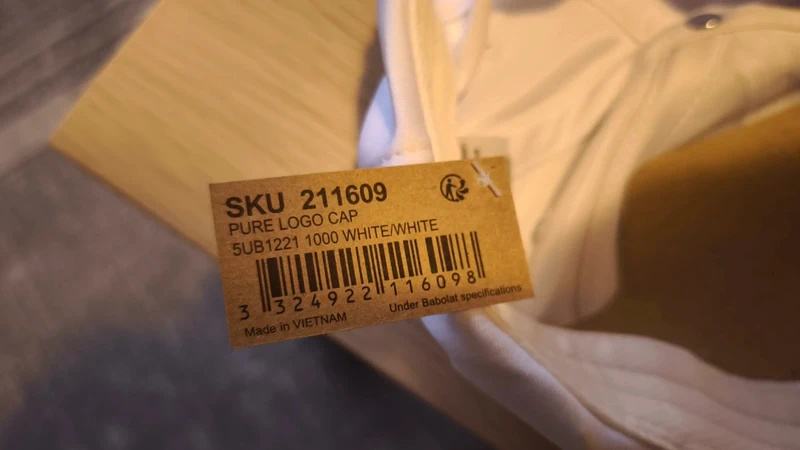 SKU 211609
PURE LOGO CAP
5UB1221 1000 WHITE/WHITE
3 324922 116098
Made in VIETNAM
Under Babolat specifications